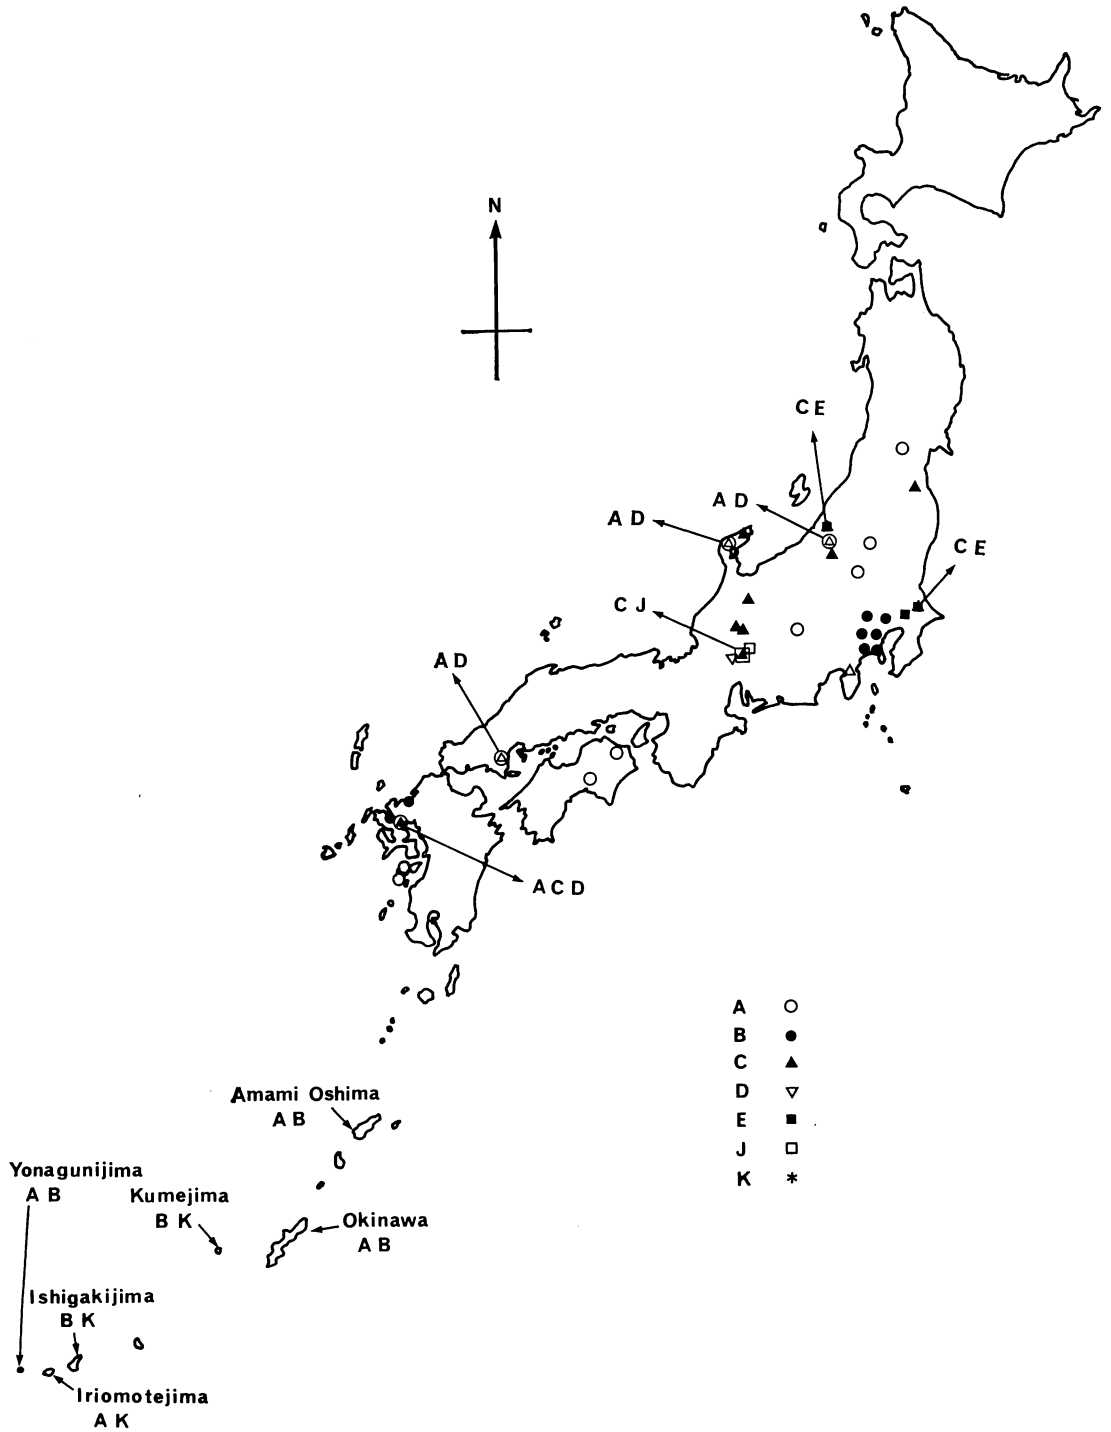 N
C E
A D
A D
C E
C J
A D
A C D
A
B
C
D
E
J
K *
Amami Oshima
A B
Yonagunijima
A B
Kumejima
B K
Okinawa
A B
Ishigakijima
B K
Iriomotejima
A K